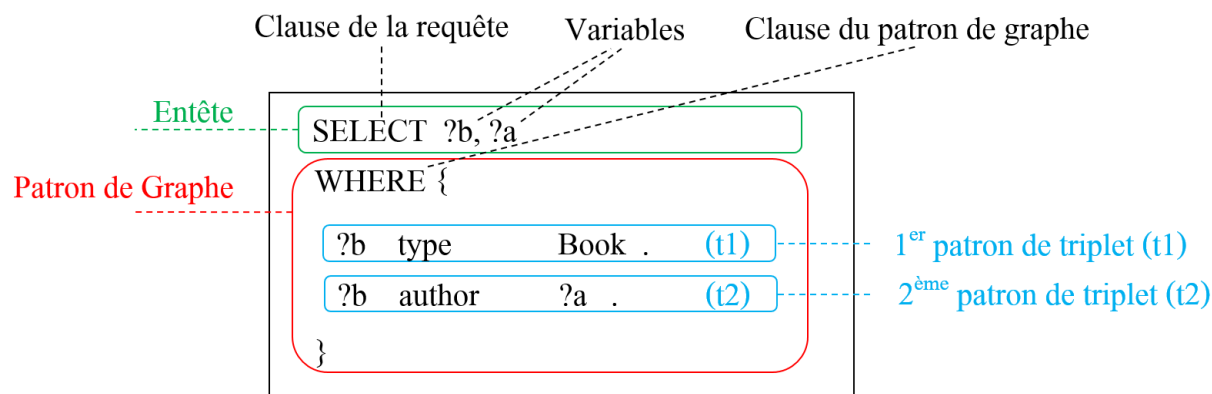 Clause de la requête Variables Clause du patron de graphe
Entête
SELECT ?b, ?a
Patron de Graphe
WHERE {
?b type Book . (t1) 1er patron de triplet (t1)
?b author ?a . (t2) 2ème patron de triplet (t2)
}